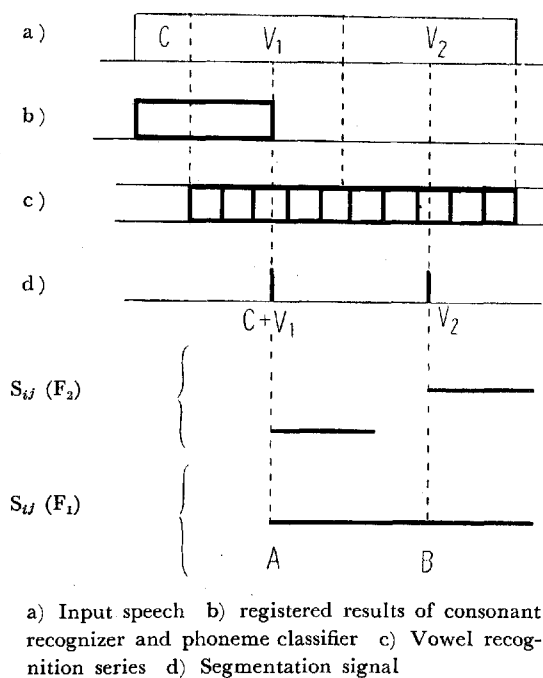 a) C V₁ V₂
b)
c)
d)
C+V₁ V₂
Sᵢⱼ (F₂)
Sᵢⱼ (F₁)
A B
a) Input speech b) registered results of consonant
recognizer and phoneme classifier c) Vowel recog-
nition series d) Segmentation signal